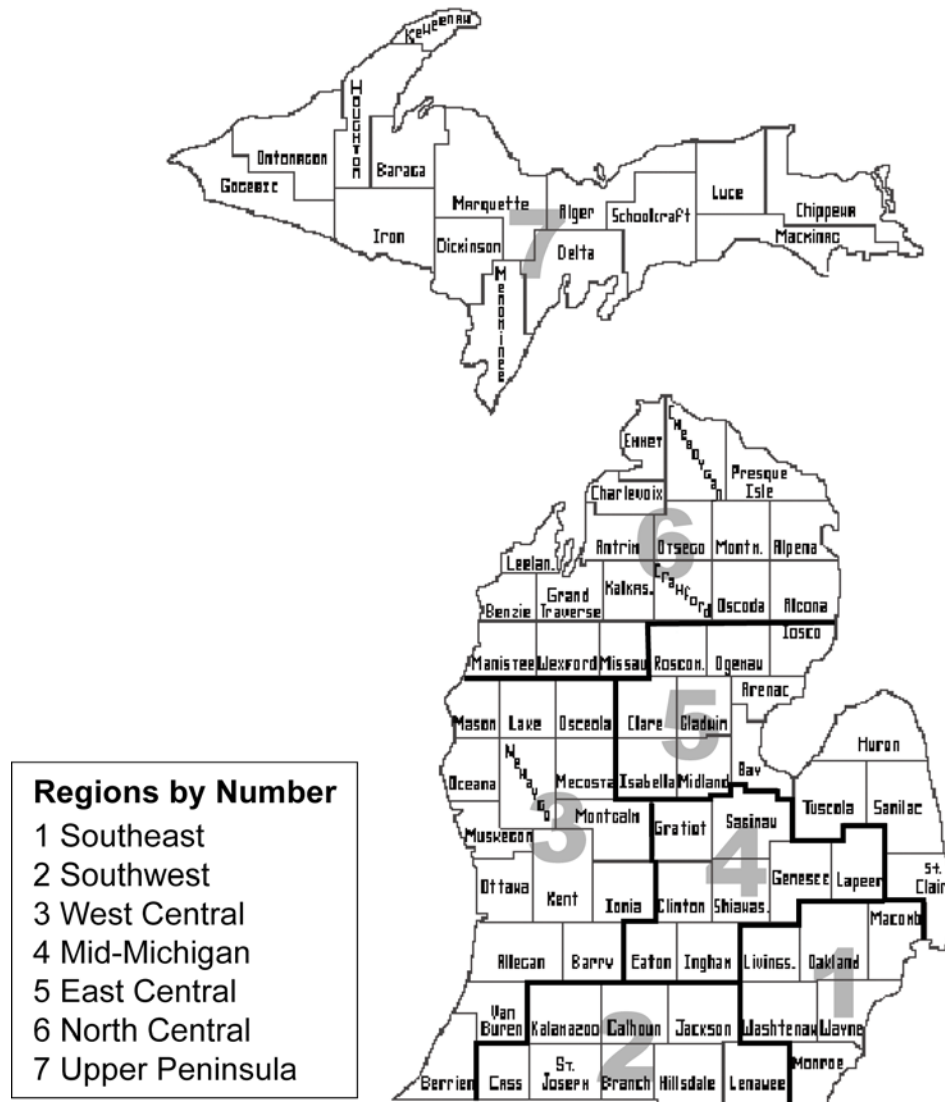 Keweenaw
Houghton
Ontonagon
Baraga
Gogebic
Marquette
Alger
Luce
Schoolcraft
Chippewa
Iron
Dickinson
7
Delta
Mackinac
Menominee
Emmet
Cheboygan
Presque
Isle
Charlevoix
6
Antrim
Otsego
Montm.
Alpena
Leelan.
Benzie
Grand
Traverse
Kalkas.
Crawford
Oscoda
Alcona
Iosco
Manistee
Wexford
Missau
Roscom.
Ogemaw
Arenac
5
Mason
Lake
Osceola
Clare
Gladwin
Huron
Oceana
Newaygo
Mecosta
Isabella
Midland
Bay
Tuscola
Sanilac
3
Montcalm
Gratiot
Saginaw
Muskegon
4
Genesee
Lapeer
St.
Clair
Ottawa
Kent
Ionia
Clinton
Shiawas.
Macomb
Allegan
Barry
Eaton
Ingham
Livings.
Oakland
1
Van
Buren
Kalamazoo
Calhoun
Jackson
Washtenaw
Wayne
2
Berrien
Cass
St.
Joseph
Branch
Hillsdale
Lenawee
Monroe
Regions by Number
1 Southeast
2 Southwest
3 West Central
4 Mid-Michigan
5 East Central
6 North Central
7 Upper Peninsula